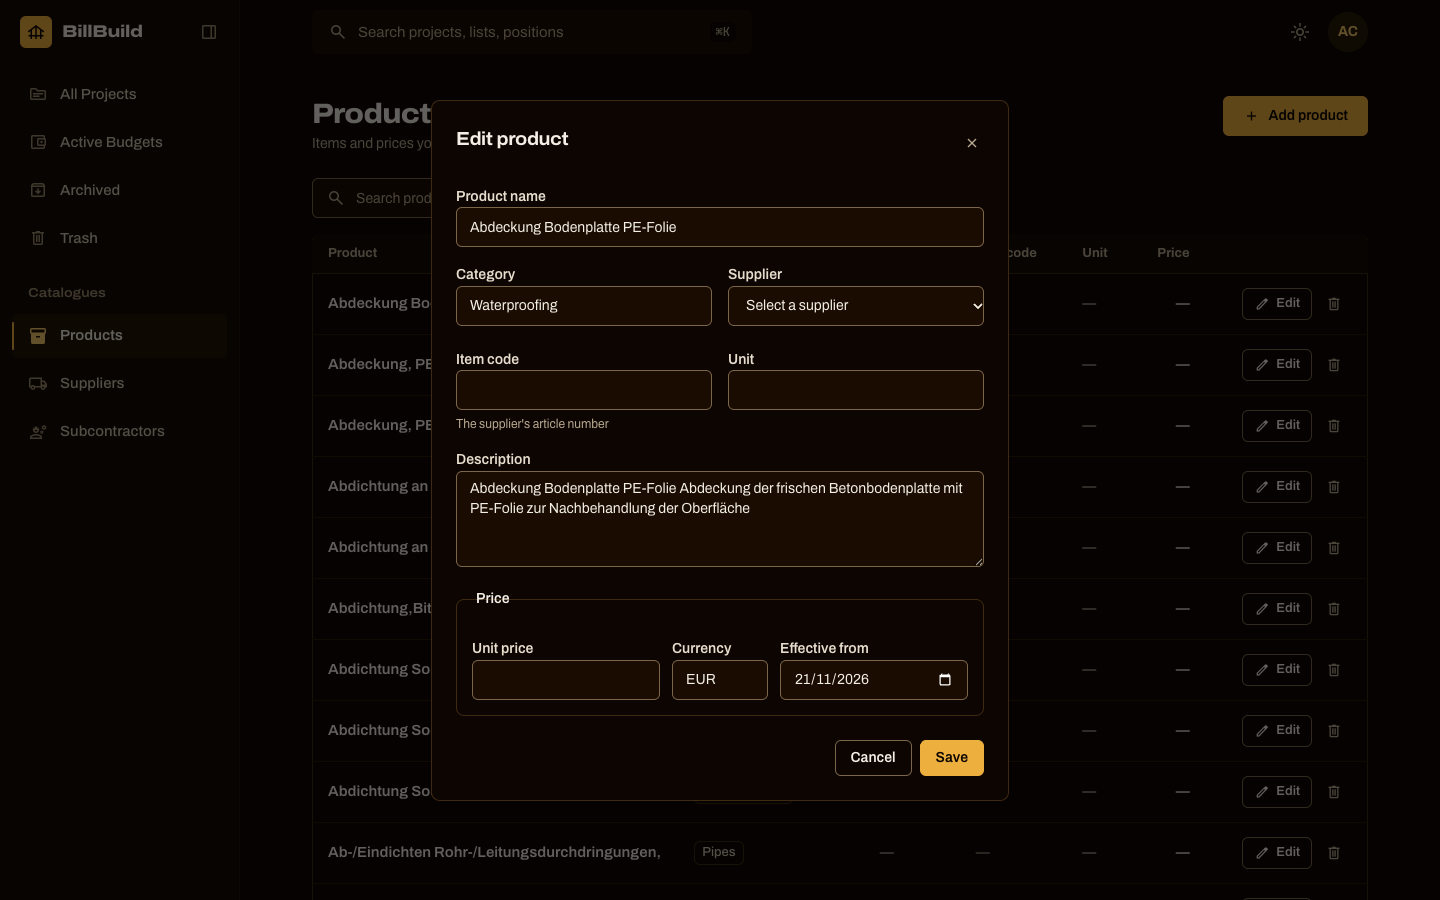 BillBuild
Search projects, lists, positions
⌘K
AC
All Projects
Active Budgets
Archived
Trash
Catalogues
Products
Suppliers
Subcontractors
Product
Items and prices yo
Add product
Search prod
Product
code
Unit
Price
Abdeckung Bo
— — Edit
Abdeckung, PE
— — Edit
Abdeckung, PE
— — Edit
Abdichtung an
— — Edit
Abdichtung an
— — Edit
Abdichtung,Bit
— — Edit
Abdichtung So
— — Edit
Abdichtung So
— — Edit
Abdichtung So
— — Edit
Ab-/Eindichten Rohr-/Leitungsdurchdringungen,
Pipes
— — — — Edit
Edit product
×
Product name
Abdeckung Bodenplatte PE-Folie
Category
Supplier
Waterproofing
Select a supplier
Item code
Unit
The supplier's article number
Description
Abdeckung Bodenplatte PE-Folie Abdeckung der frischen Betonbodenplatte mit
PE-Folie zur Nachbehandlung der Oberfläche
Price
Unit price
Currency
Effective from
EUR
21/11/2026
Cancel
Save